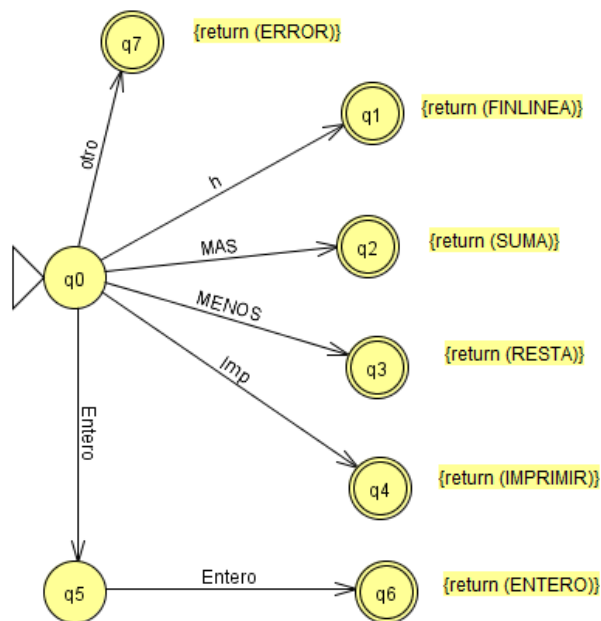 q7 {return (ERROR)}
otro
q1 {return (FINLINEA)}
h
MAS
q2 {return (SUMA)}
q0
MENOS
q3 {return (RESTA)}
Imp
Entero
q4 {return (IMPRIMIR)}
q5 Entero q6 {return (ENTERO)}